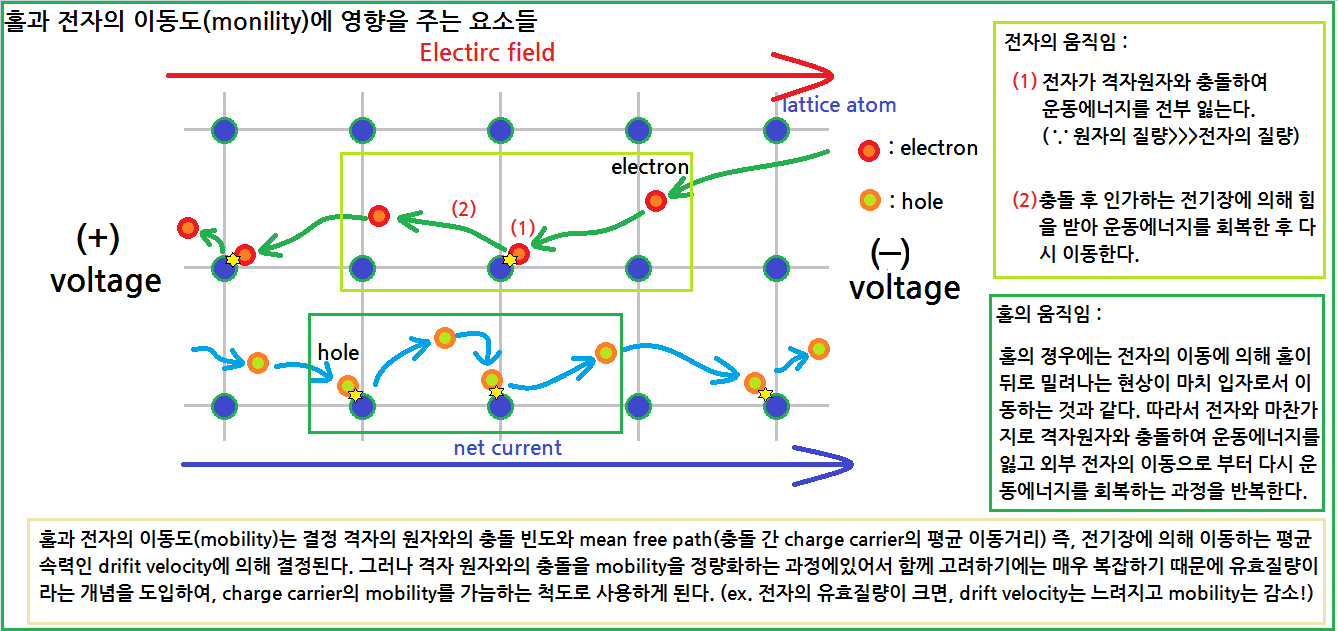 홀과 전자의 이동도(monility)에 영향을 주는 요소들
Electirc field
lattice atom
: electron
: hole
electron
(2)
(1)
(+)
voltage
(−)
voltage
hole
net current
전자의 움직임 :
(1) 전자가 격자원자와 충돌하여
운동에너지를 전부 잃는다.
(∵ 원자의 질량>>>전자의 질량)
(2) 충돌 후 인가하는 전기장에 의해 힘
을 받아 운동에너지를 회복한 후 다
시 이동한다.
홀의 움직임 :
홀의 경우에는 전자의 이동에 의해 홀이
뒤로 밀려나는 현상이 마치 입자로서 이
동하는 것과 같다. 따라서 전자와 마찬가
지로 격자원자와 충돌하여 운동에너지를
잃고 외부 전자의 이동으로 부터 다시 운
동에너지를 회복하는 과정을 반복한다.
홀과 전자의 이동도(mobility)는 결정 격자의 원자와의 충돌 빈도와 mean free path(충돌 간 charge carrier의 평균 이동거리) 즉, 전기장에 의해 이동하는 평균
속력인 drifit velocity에 의해 결정된다. 그러나 격자 원자와의 충돌을 mobility을 정량화하는 과정에있어서 함께 고려하기에는 매우 복잡하기 때문에 유효질량이
라는 개념을 도입하여, charge carrier의 mobility를 가늠하는 척도로 사용하게 된다. (ex. 전자의 유효질량이 크면, drift velocity는 느려지고 mobility는 감소!)